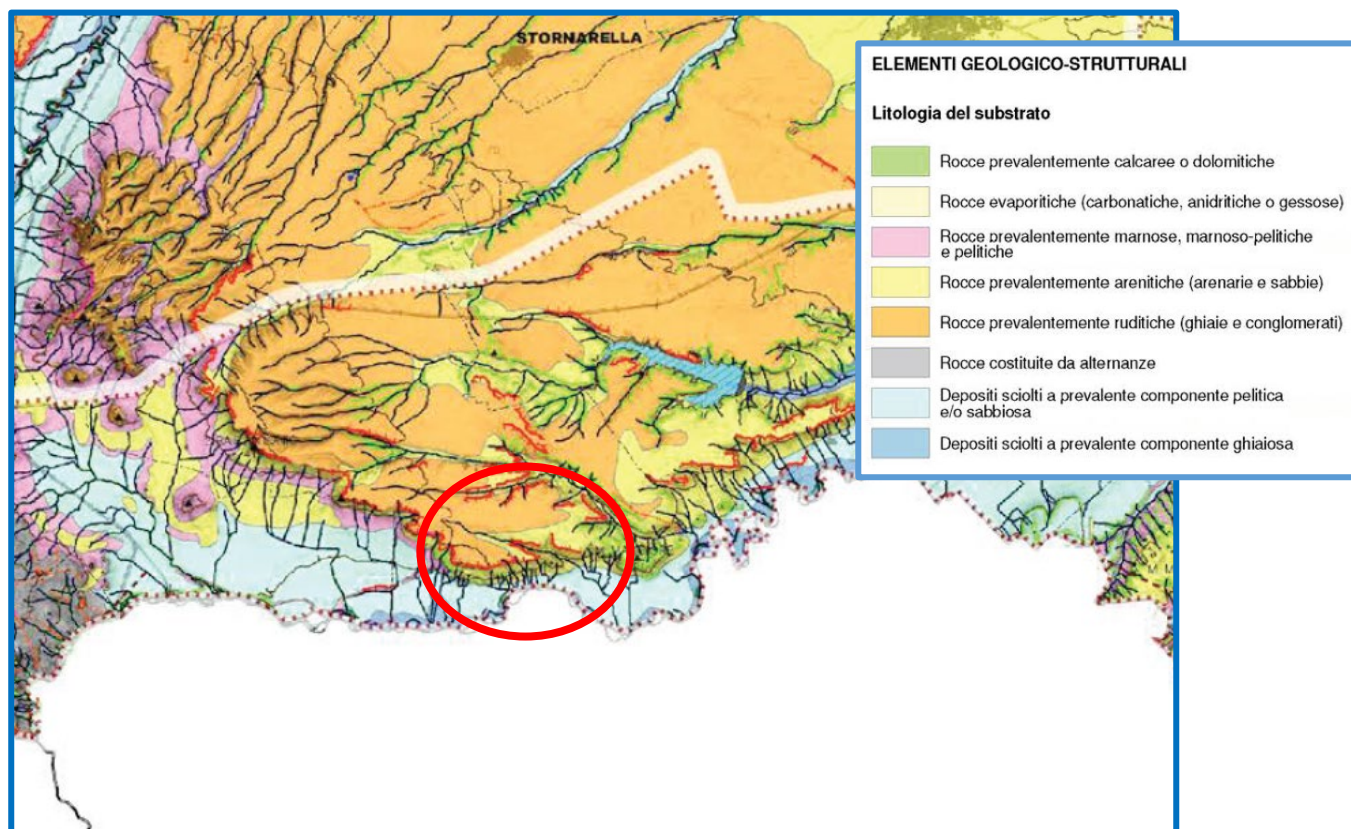 STORNARELLA
ELEMENTI GEOLOGICO-STRUTTURALI
Litologia del substrato
Rocce prevalentemente calcaree o dolomitiche
Rocce evaporitiche (carbonatiche, anidritiche o gessose)
Rocce prevalentemente marnose, marnoso-pelitiche
e pelitiche
Rocce prevalentemente arenitiche (arenarie e sabbie)
Rocce prevalentemente ruditiche (ghiaie e conglomerati)
Rocce costituite da alternanze
Depositi sciolti a prevalente componente pelitica
e/o sabbiosa
Depositi sciolti a prevalente componente ghiaiosa